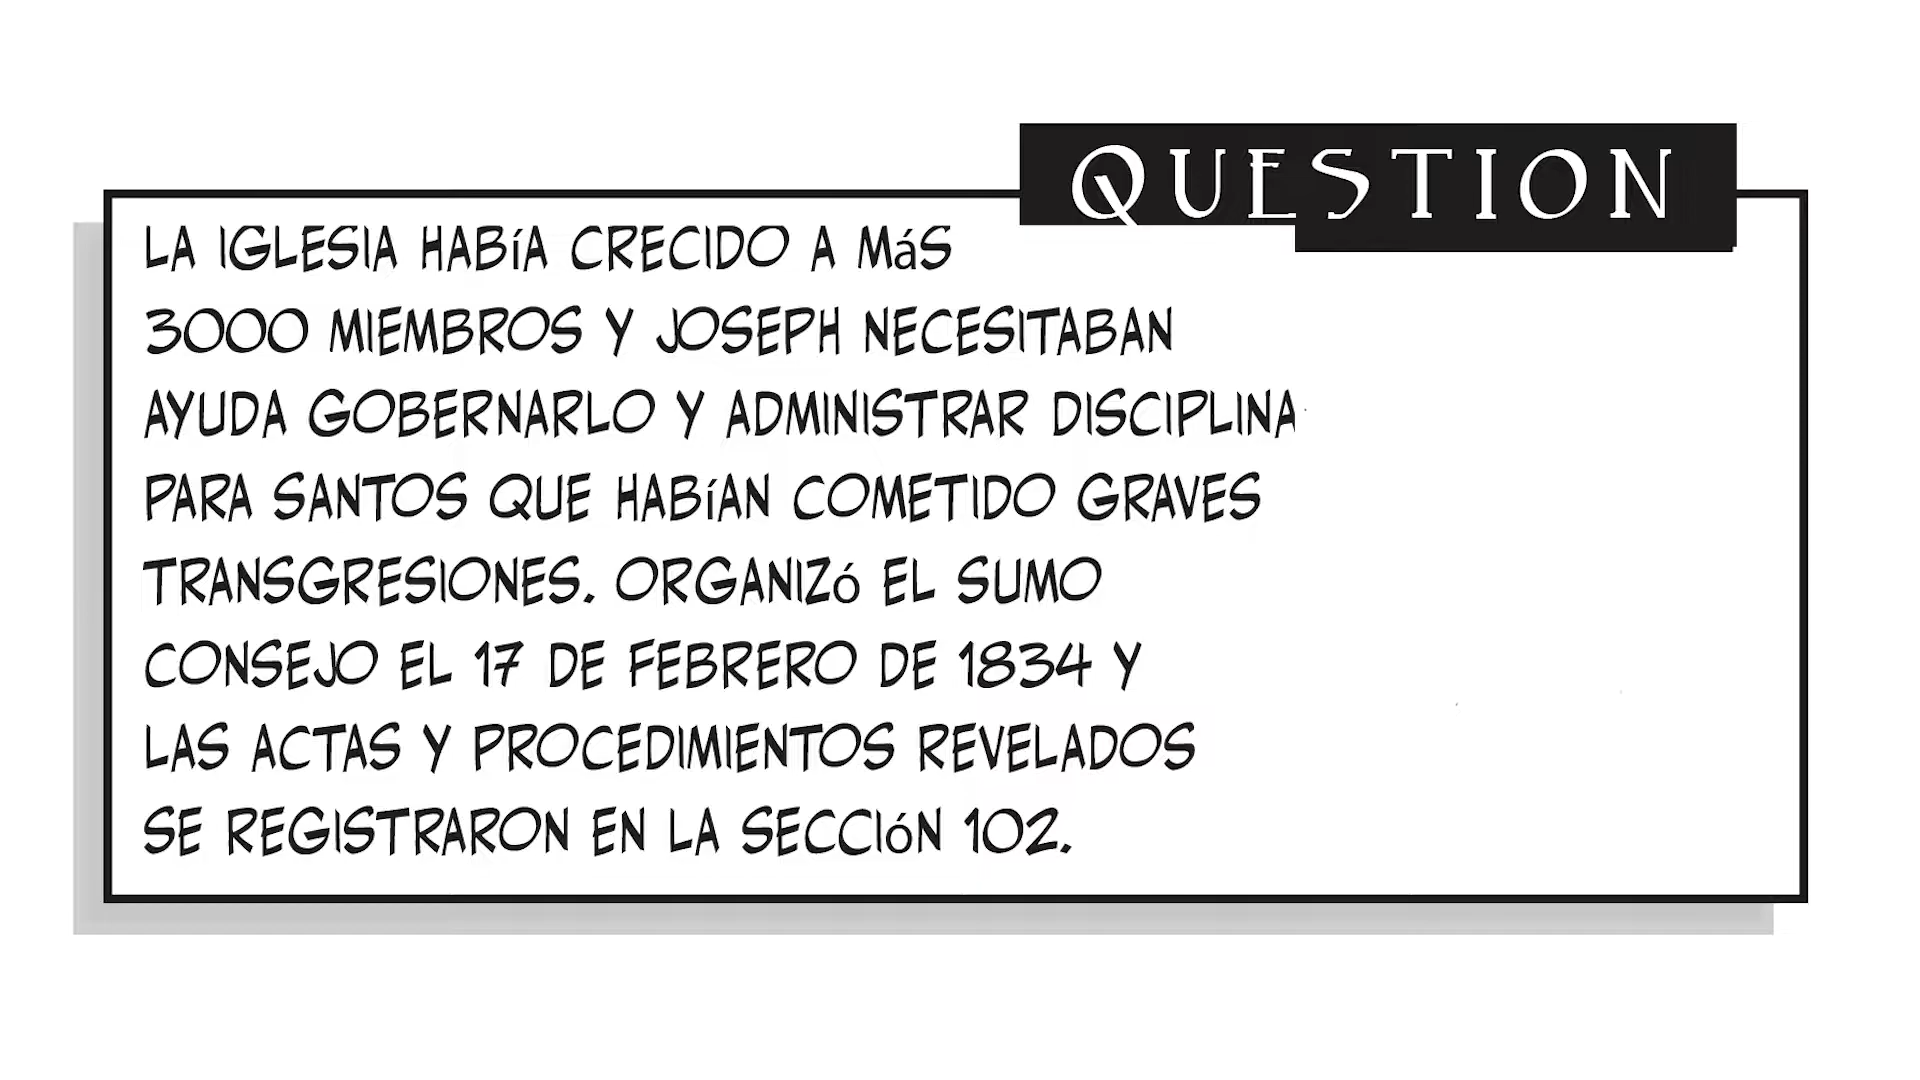 QUESTION
LA IGLESIA HABíA CRECIDO A MáS
3000 MIEMBROS Y JOSEPH NECESITABAN
AYUDA GOBERNARLO Y ADMINISTRAR DISCIPLINA
PARA SANTOS QUE HABíAN COMETIDO GRAVES
TRANSGRESIONES. ORGANIZó EL SUMO
CONSEJO EL 17 DE FEBRERO DE 1834 Y
LAS ACTAS Y PROCEDIMIENTOS REVELADOS
SE REGISTRARON EN LA SECCIóN 102.